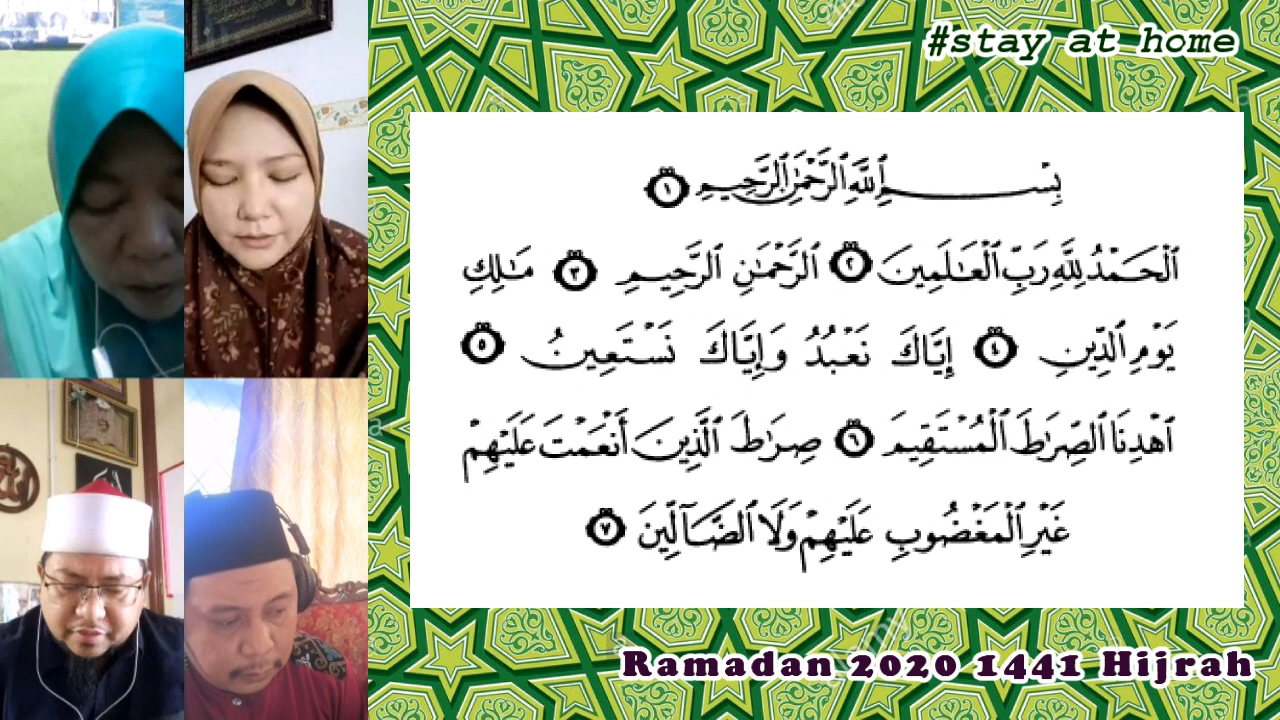 #stay at home
بِسْـــمِ ٱللَّهِ ٱلرَّحْمَٰنِ ٱلرَّحِيمِ ١
ٱلْحَمْدُ لِلَّهِ رَبِّ ٱلْعَٰلَمِينَ ٢ ٱلرَّحْمَٰنِ ٱلرَّحِيمِ ٣ مَٰلِكِ
يَوْمِ ٱلدِّينِ ٤ إِيَّاكَ نَعْبُدُ وَإِيَّاكَ نَسْتَعِينُ ٥
ٱهْدِنَا ٱلصِّرَٰطَ ٱلْمُسْتَقِيمَ ٦ صِرَٰطَ ٱلَّذِينَ أَنْعَمْتَ عَلَيْهِمْ
غَيْرِ ٱلْمَغْضُوبِ عَلَيْهِمْ وَلَا ٱلضَّآلِّينَ ٧
Ramadan 2020 1441 Hijrah